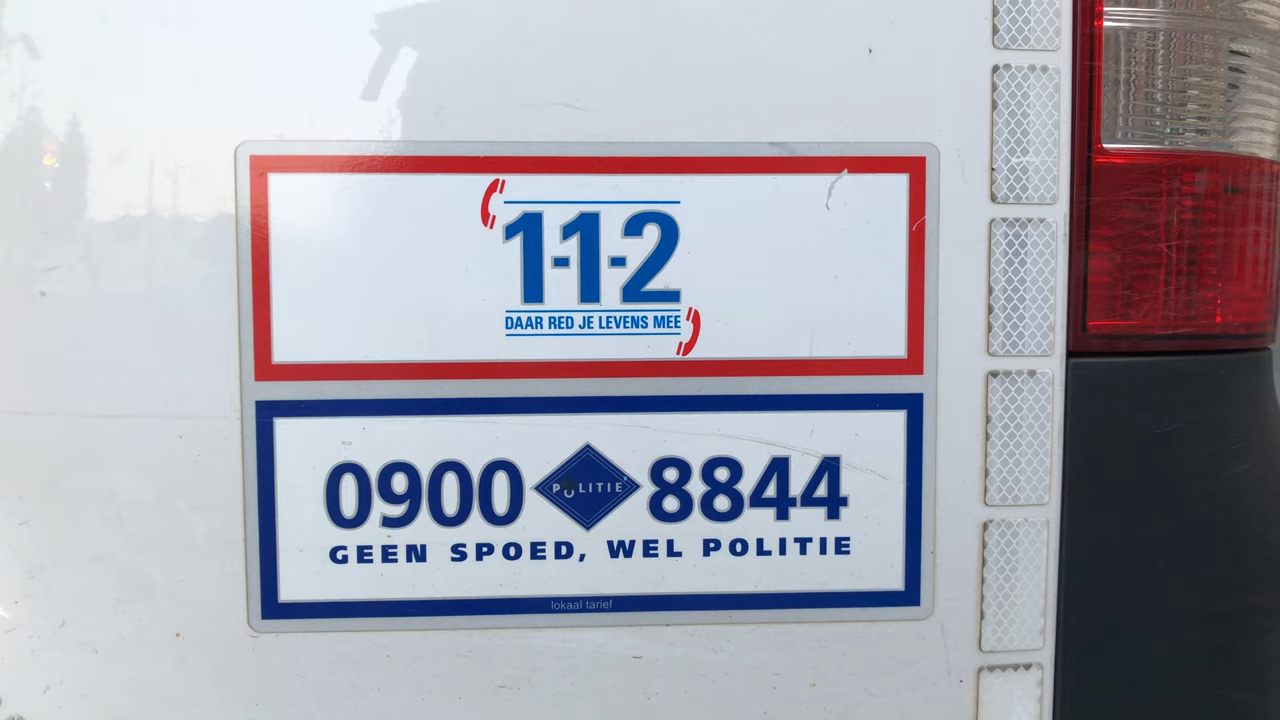 1-1-2
DAAR RED JE LEVENS MEE
0900 POLITIE 8844
GEEN SPOED, WEL POLITIE
lokaal tarief